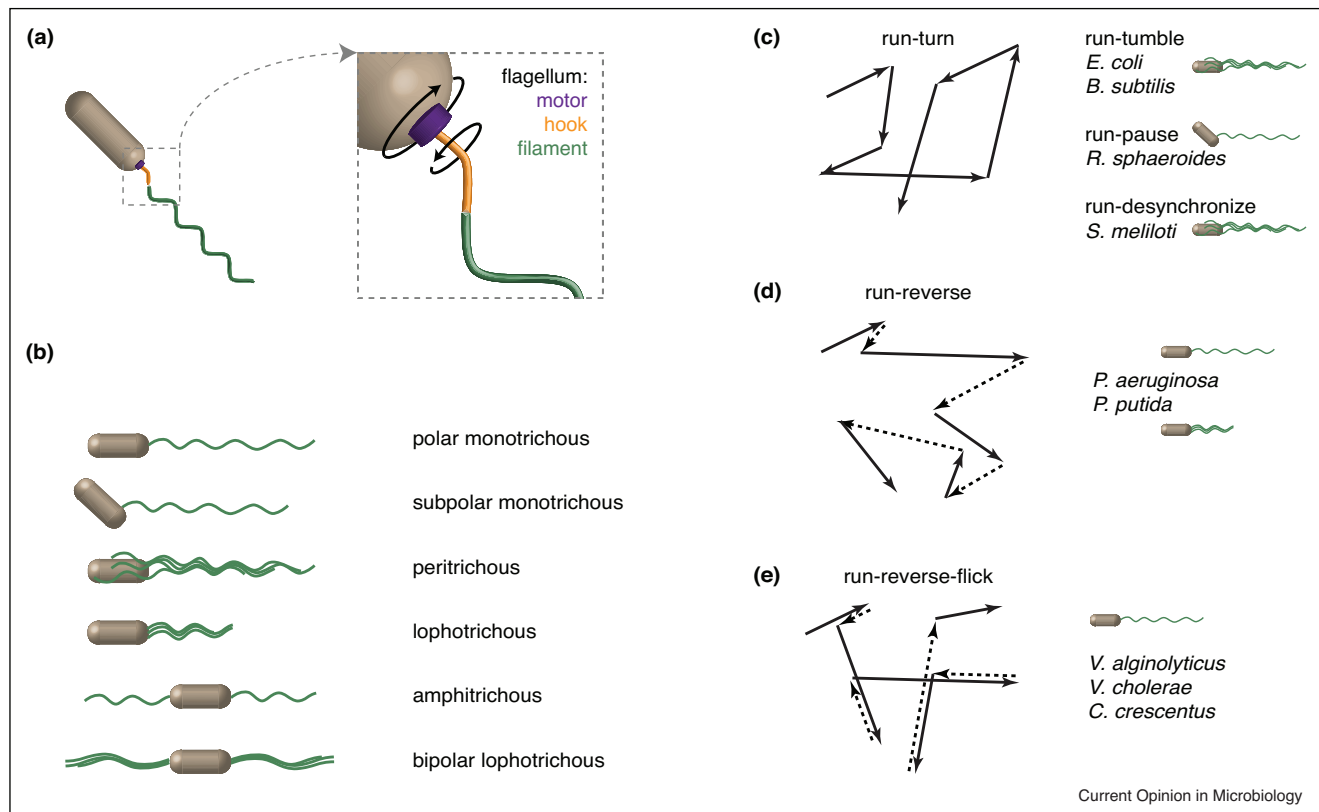 (a)
flagellum:
motor
hook
filament
(b)
polar monotrichous
subpolar monotrichous
peritrichous
lophotrichous
amphitrichous
bipolar lophotrichous
(c)
run-turn
run-tumble
E. coli
B. subtilis
run-pause
R. sphaeroides
run-desynchronize
S. meliloti
(d)
run-reverse
P. aeruginosa
P. putida
(e)
run-reverse-flick
V. alginolyticus
V. cholerae
C. crescentus
Current Opinion in Microbiology